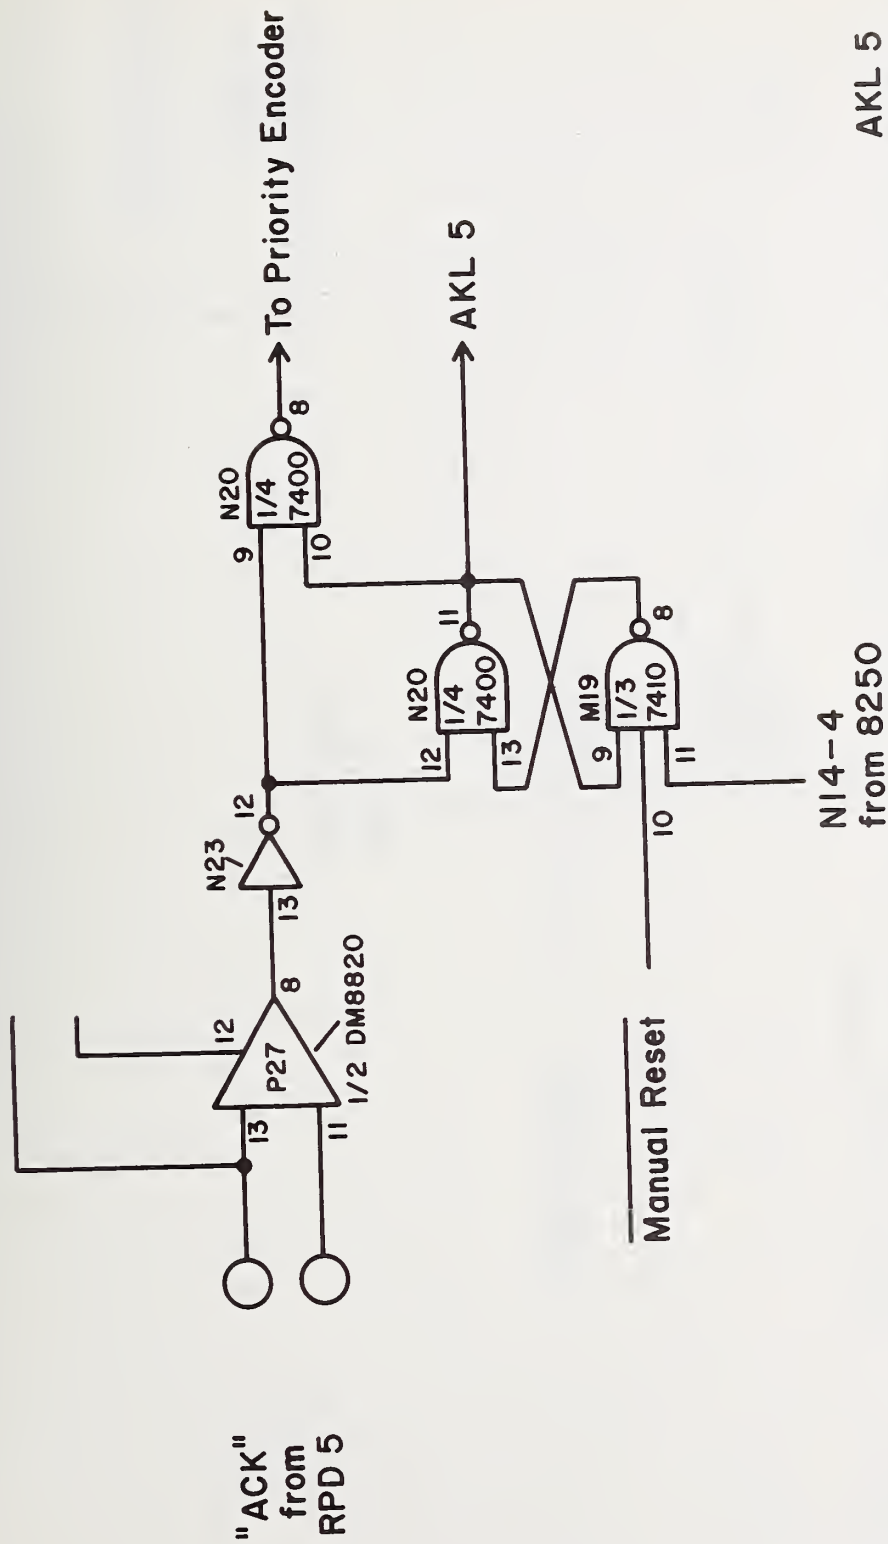 "ACK"
from
RPD 5
13
11
12
P27
8
1/2 DM8820
N23
13
12
9
10
N20
1/4
7400
8
To Priority Encoder
12
13
N20
1/4
7400
11
AKL 5
9
10
11
M19
1/3
7410
8
Manual Reset
N14-4
from 8250
AKL 5